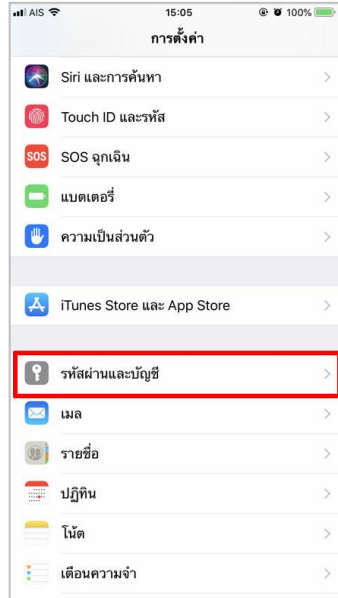 AIS 15:05 100%
การตั้งค่า
Siri และการค้นหา
Touch ID และรหัส
SOS SOS ฉุกเฉิน
แบตเตอรี่
ความเป็นส่วนตัว
iTunes Store และ App Store
รหัสผ่านและบัญชี
เมล
รายชื่อ
ปฏิทิน
โน้ต
เตือนความจำ